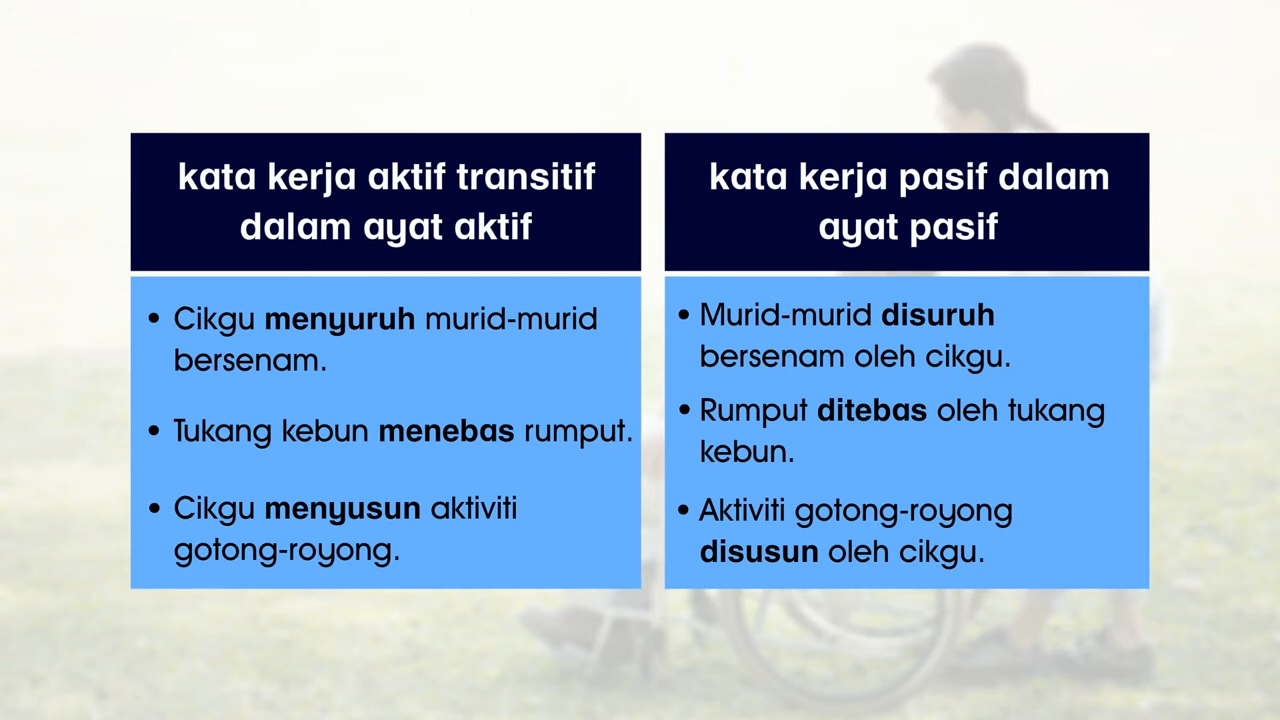 kata kerja aktif transitif
dalam ayat aktif
• Cikgu menyuruh murid-murid
bersenam.
• Tukang kebun menebas rumput.
• Cikgu menyusun aktiviti
gotong-royong.
kata kerja pasif dalam
ayat pasif
• Murid-murid disuruh
bersenam oleh cikgu.
• Rumput ditebas oleh tukang
kebun.
• Aktiviti gotong-royong
disusun oleh cikgu.